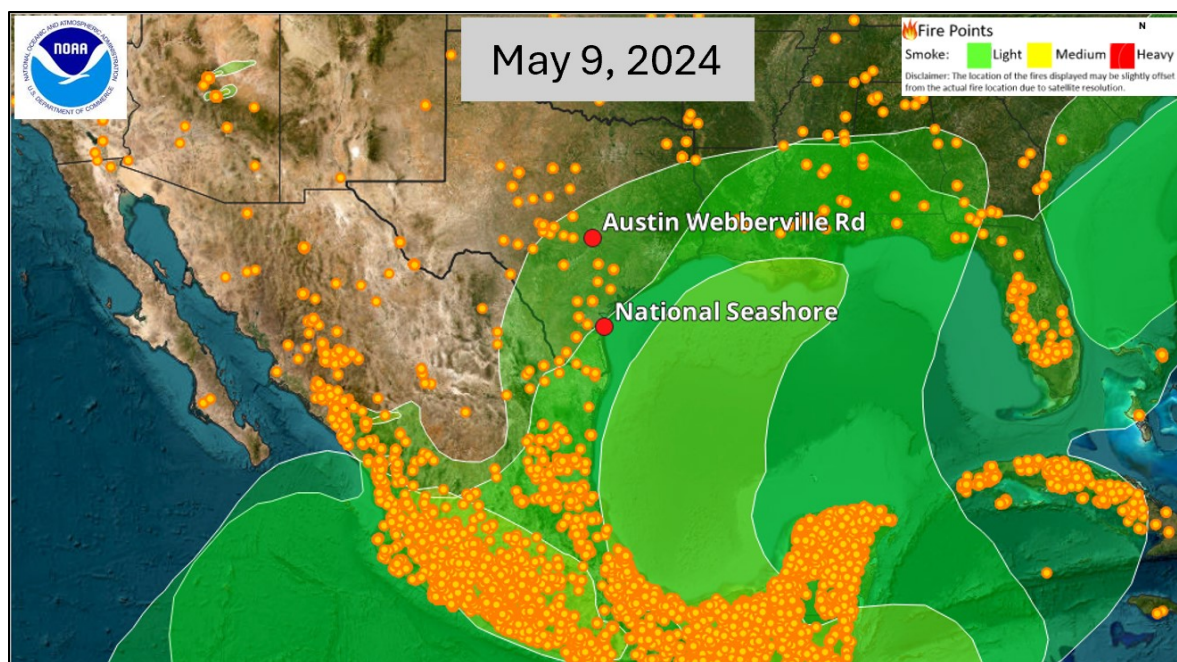 NATIONAL OCEANIC AND ATMOSPHERIC ADMINISTRATION
NOAA
U.S. DEPARTMENT OF COMMERCE
May 9, 2024
N
Fire Points
Smoke: Light Medium Heavy
Disclaimer: The location of the fires displayed may be slightly offset
from the actual fire location due to satellite resolution.
Austin Webberville Rd
National Seashore